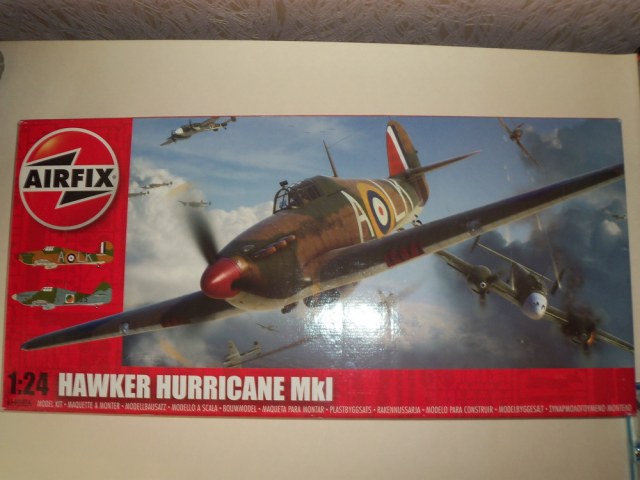 AIRFIX
A LK
1:24 HAWKER HURRICANE MkI
MODEL KIT • MAQUETTE A MONTER • MODELLBAUSATZ • MODELLO A SCALA • BOUWMODEL • MAQUETA PARA MONTAR • PLASTBYGGSATS • RAKENNUSSARJA • MODELO PARA CONSTRUIR • MODELBYGGESÆT •